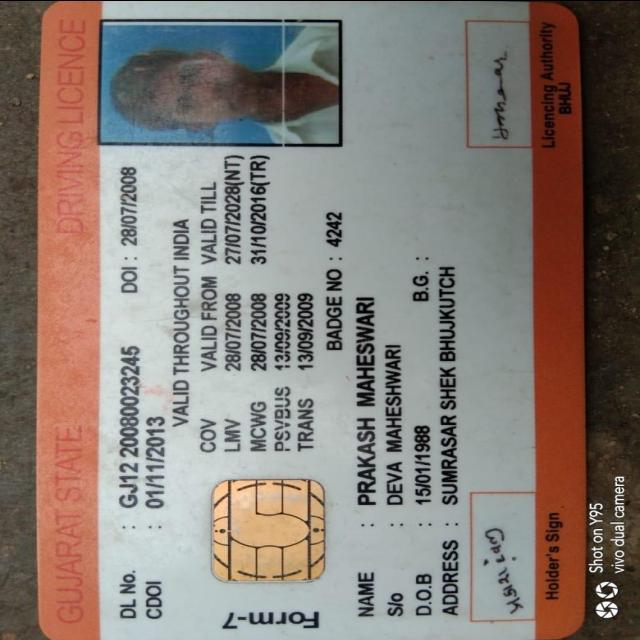 GUJARAT STATE DRIVING LICENCE
DL No. : GJ12 20080023245 DOI : 28/07/2008
CDOI : 01/11/2013
VALID THROUGHOUT INDIA
COV VALID FROM VALID TILL
LMV 28/07/2008 27/07/2028(NT)
MCWG 28/07/2008 31/10/2016(TR)
PSVBUS 13/09/2009
TRANS 13/09/2009
BADGE NO : 4242
Form-7
NAME : PRAKASH MAHESWARI
S/o : DEVA MAHESHWARI
D.O.B : 15/01/1988 B.G. :
ADDRESS : SUMRASAR SHEK BHUJKUTCH
Holder's Sign
Licencing Authority
BHUJ
Shot on Y95
vivo dual camera